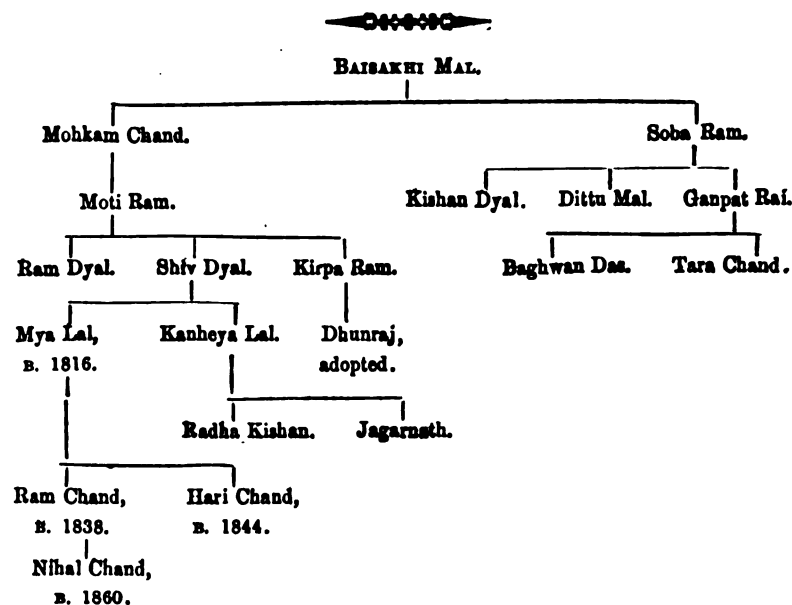 BAISAKHI MAL.
Mohkam Chand. Soba Ram.
Moti Ram. Kishan Dyal. Dittu Mal. Ganpat Rai.
Ram Dyal. Shiv Dyal. Kirpa Ram. Baghwan Das. Tara Chand.
Mya Lal, Kanheya Lal. Dhunraj,
B. 1816. adopted.
Radha Kishan. Jagarnath.
Ram Chand, Hari Chand,
B. 1838. B. 1844.
Nihal Chand,
B. 1860.